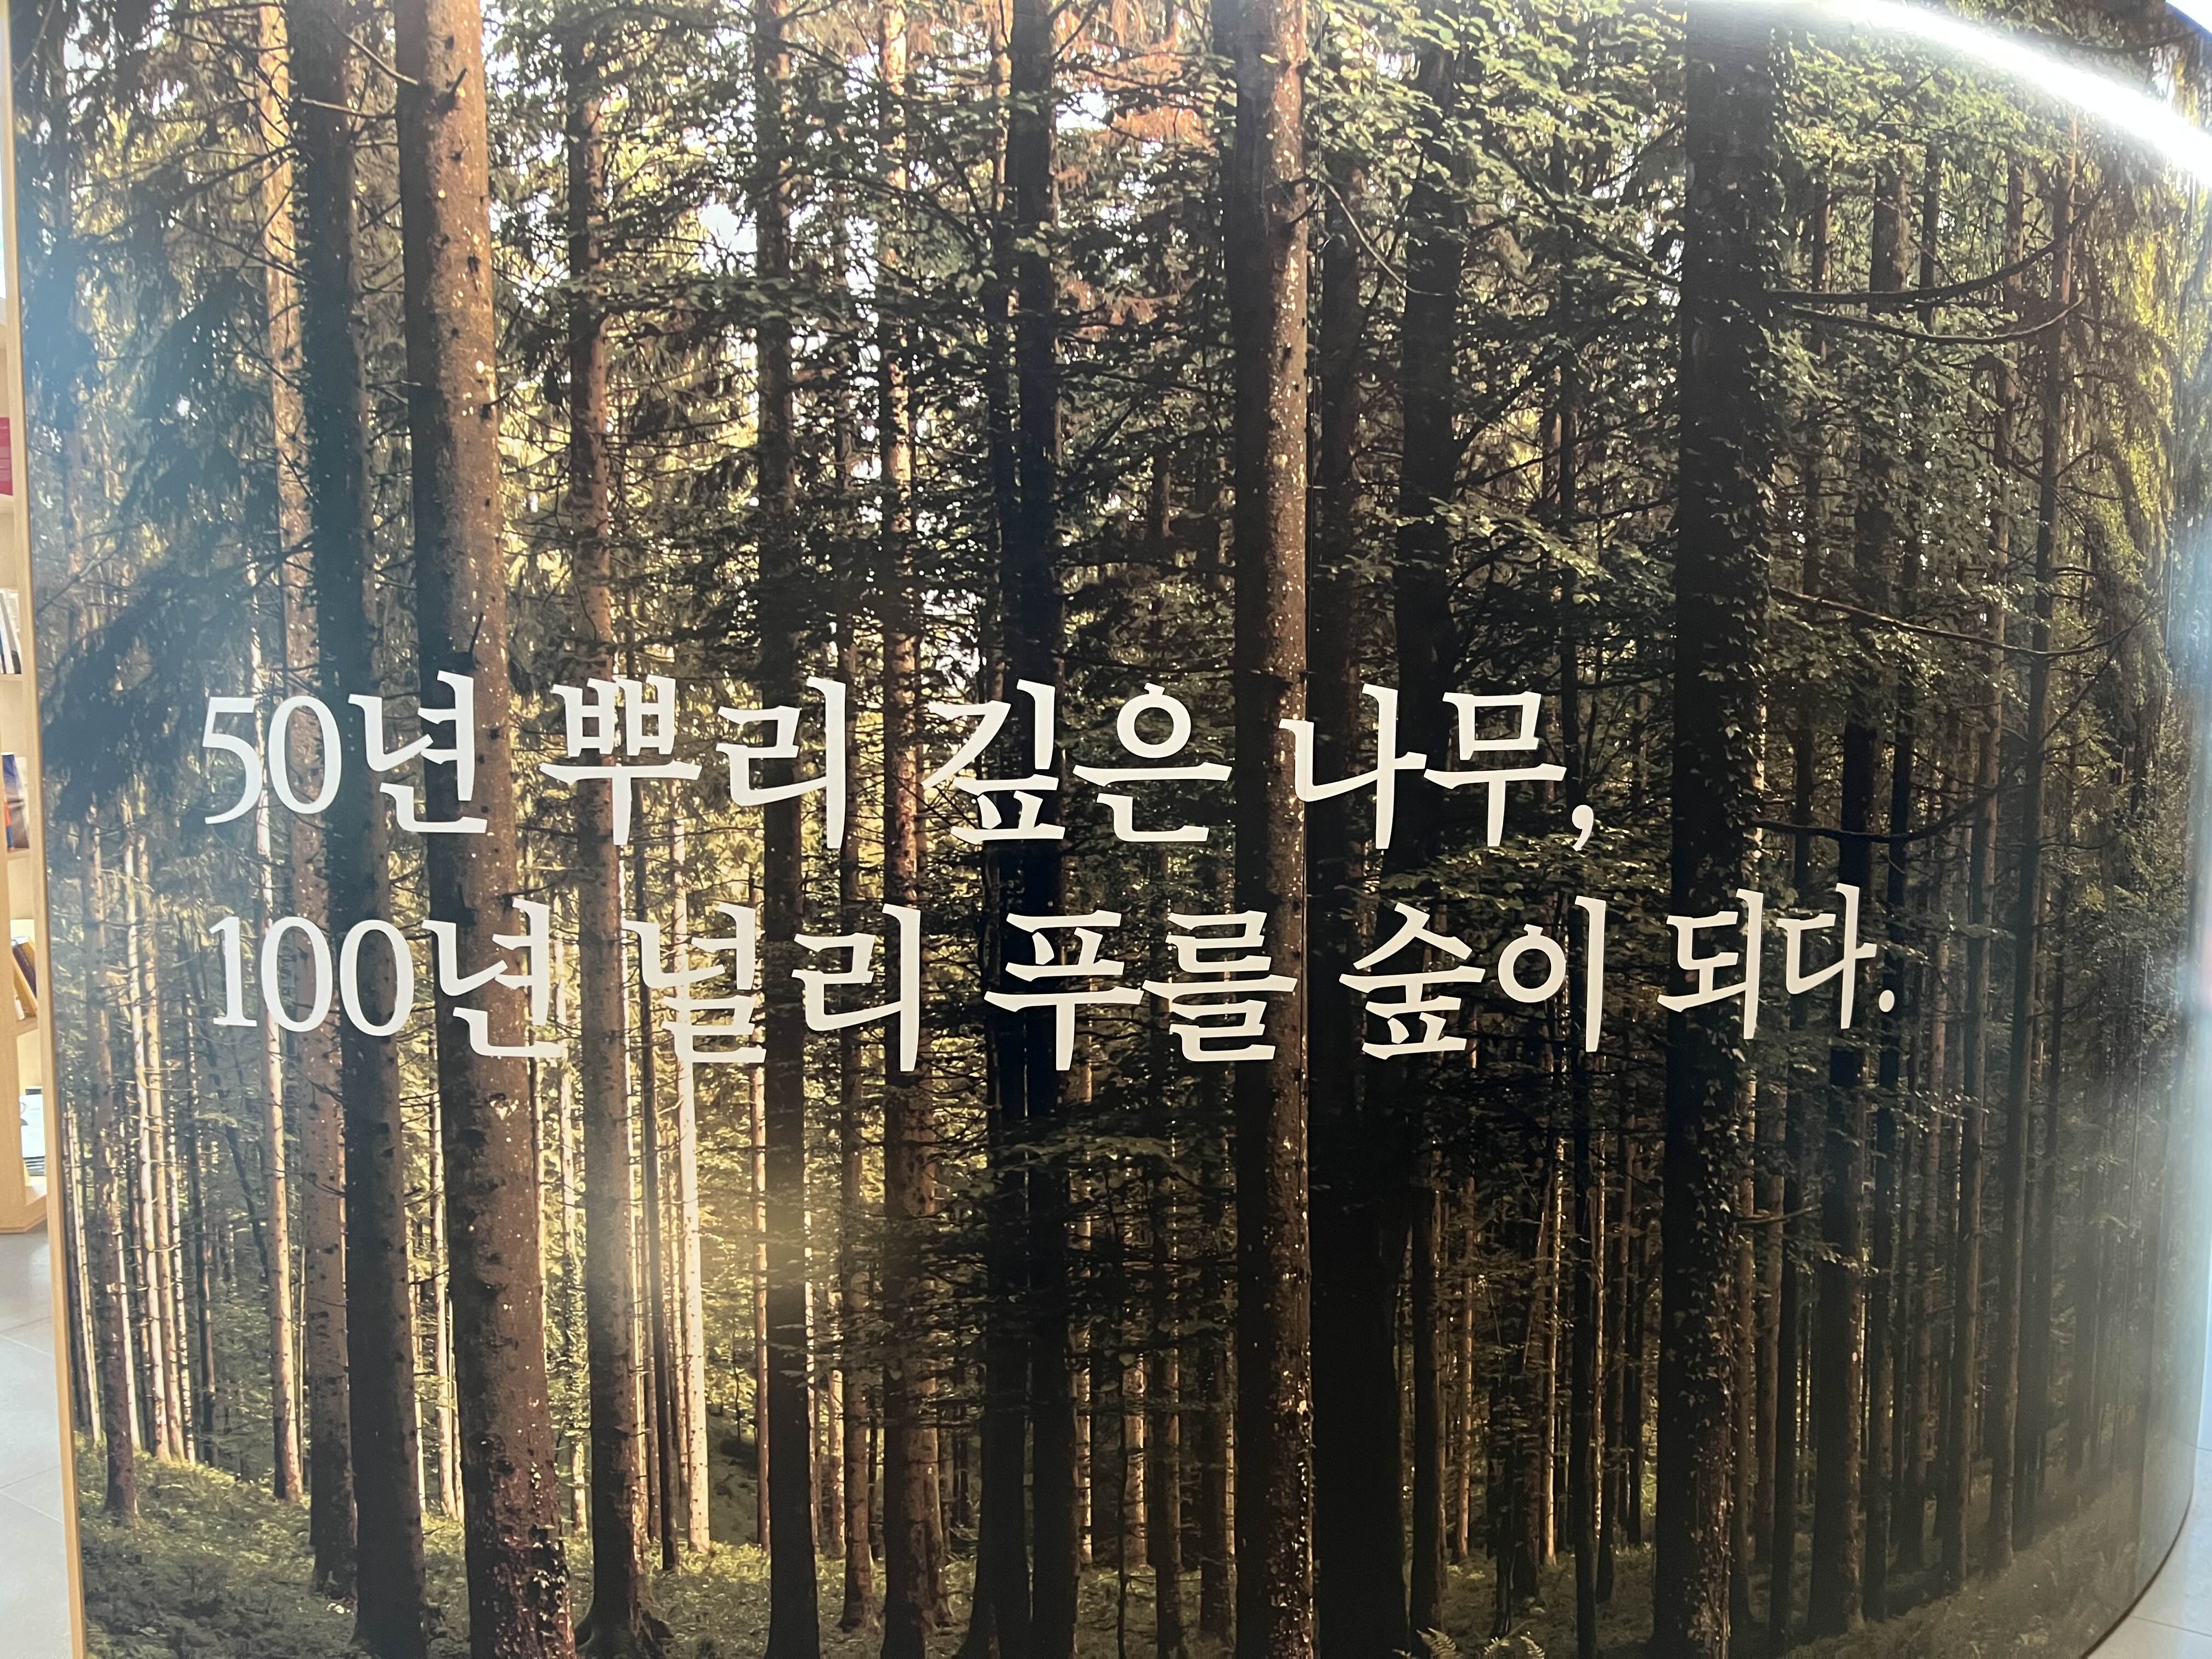 50년 뿌리 깊은 나무,
100년 널리 푸를 숲이 되다.